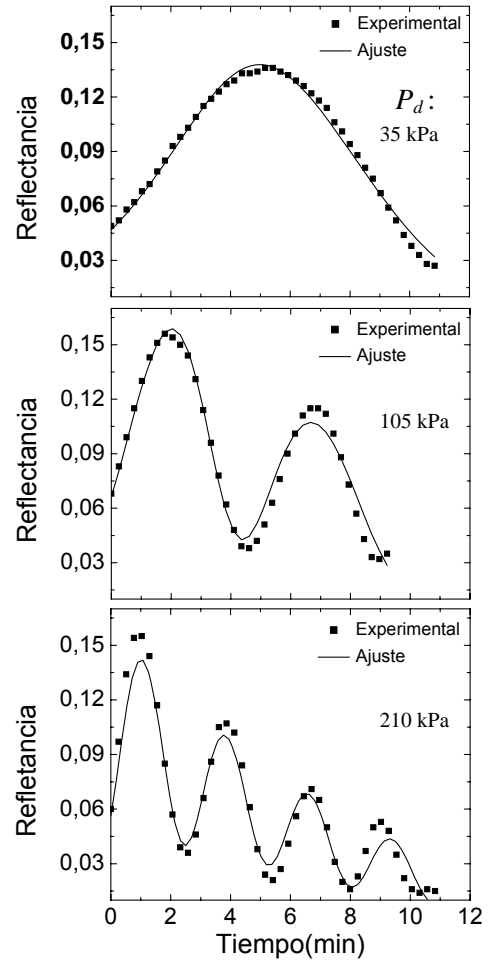 0,15
0,12
0,09
0,06
0,03
Reflectancia
Experimental
Ajuste
P_d:
35 kPa
0,15
0,12
0,09
0,06
0,03
Reflectancia
Experimental
Ajuste
105 kPa
0,15
0,12
0,09
0,06
0,03
Refletancia
Experimental
Ajuste
210 kPa
0 2 4 6 8 10 12
Tiempo(min)